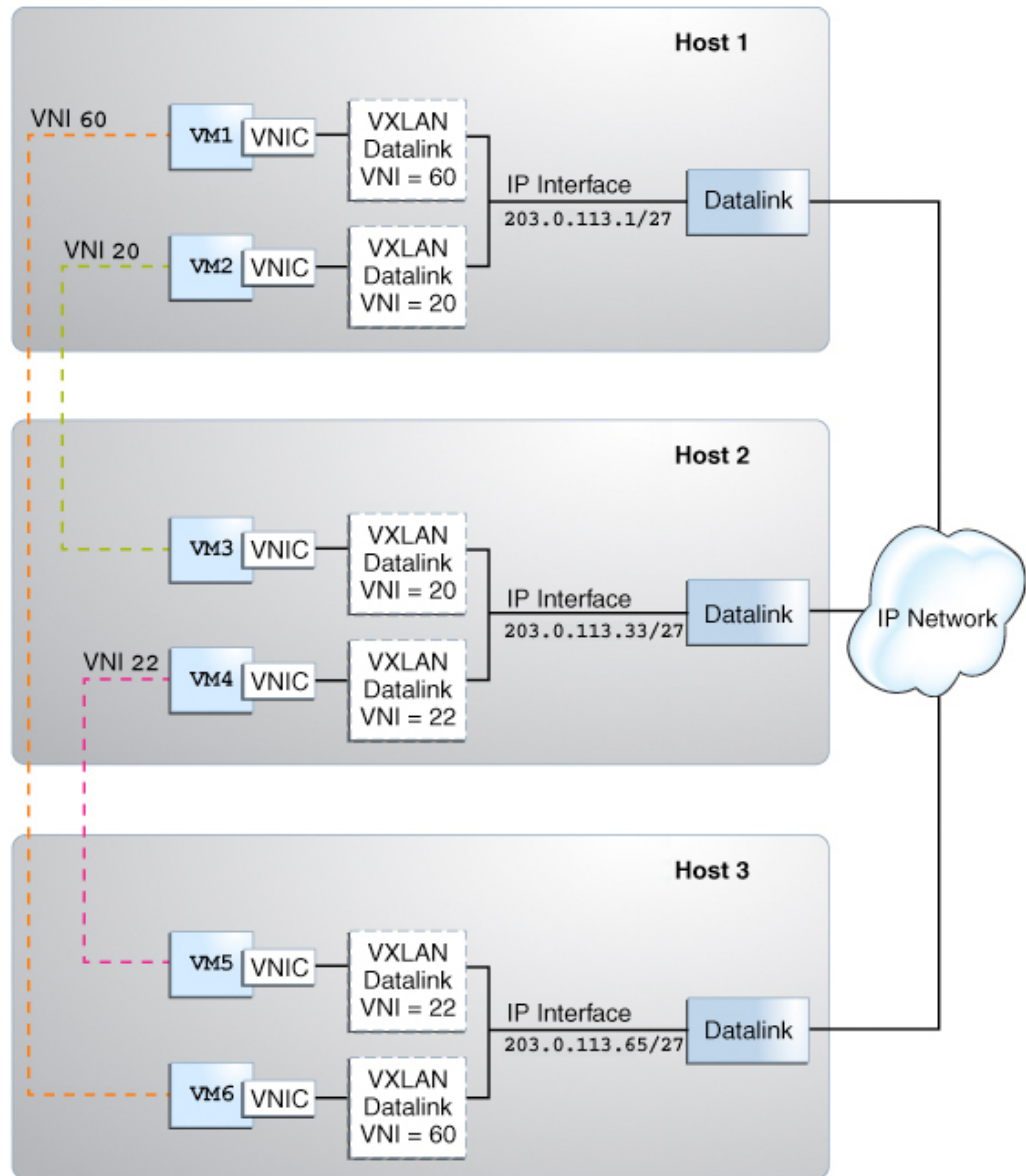 Host 1
VNI 60
VM1
VNIC
VXLAN
Datalink
VNI = 60
IP Interface
203.0.113.1/27
Datalink
VNI 20
VM2
VNIC
VXLAN
Datalink
VNI = 20
Host 2
VM3
VNIC
VXLAN
Datalink
VNI = 20
IP Interface
203.0.113.33/27
Datalink
IP Network
VNI 22
VM4
VNIC
VXLAN
Datalink
VNI = 22
Host 3
VM5
VNIC
VXLAN
Datalink
VNI = 22
IP Interface
203.0.113.65/27
Datalink
VM6
VNIC
VXLAN
Datalink
VNI = 60